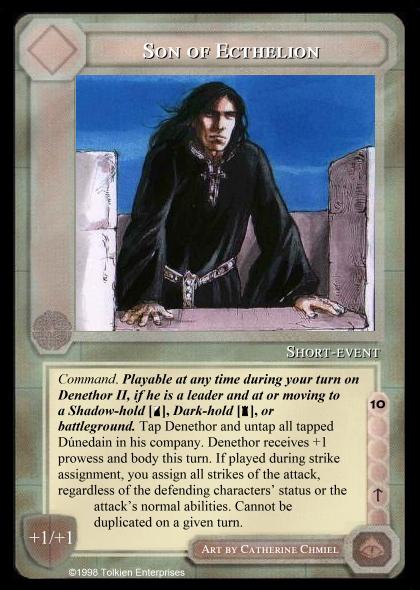 SON OF ECTHELION
SHORT-EVENT
Command. Playable at any time during your turn on
Denethor II, if he is a leader and at or moving to
a Shadow-hold [], Dark-hold [], or
battleground. Tap Denethor and untap all tapped
Dúnedain in his company. Denethor receives +1
prowess and body this turn. If played during strike
assignment, you assign all strikes of the attack,
regardless of the defending characters' status or the
attack's normal abilities. Cannot be
duplicated on a given turn.
10
+1/+1
ART BY CATHERINE CHMIEL
©1998 Tolkien Enterprises